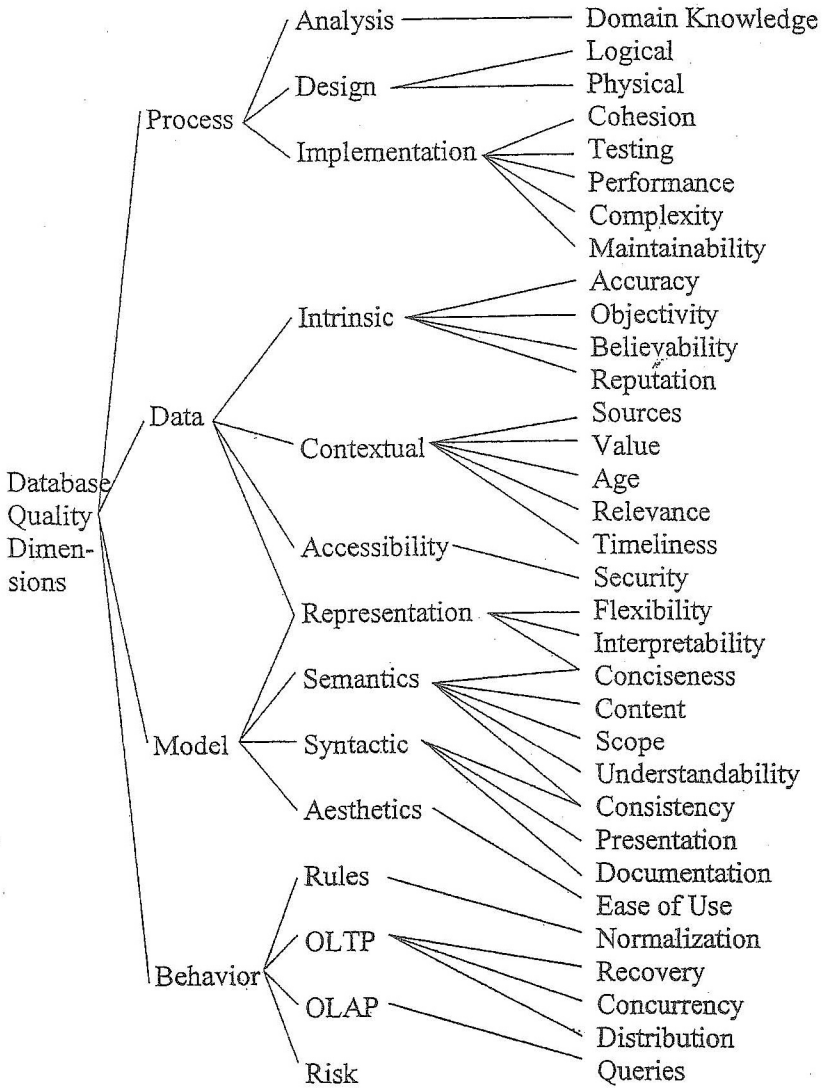 Database
Quality
Dimen-
sions
Process
Data
Model
Behavior
Analysis
Design
Implementation
Intrinsic
Contextual
Accessibility
Representation
Semantics
Syntactic
Aesthetics
Rules
OLTP
OLAP
Risk
Domain Knowledge
Logical
Physical
Cohesion
Testing
Performance
Complexity
Maintainability
Accuracy
Objectivity
Believability
Reputation
Sources
Value
Age
Relevance
Timeliness
Security
Flexibility
Interpretability
Conciseness
Content
Scope
Understandability
Consistency
Presentation
Documentation
Ease of Use
Normalization
Recovery
Concurrency
Distribution
Queries